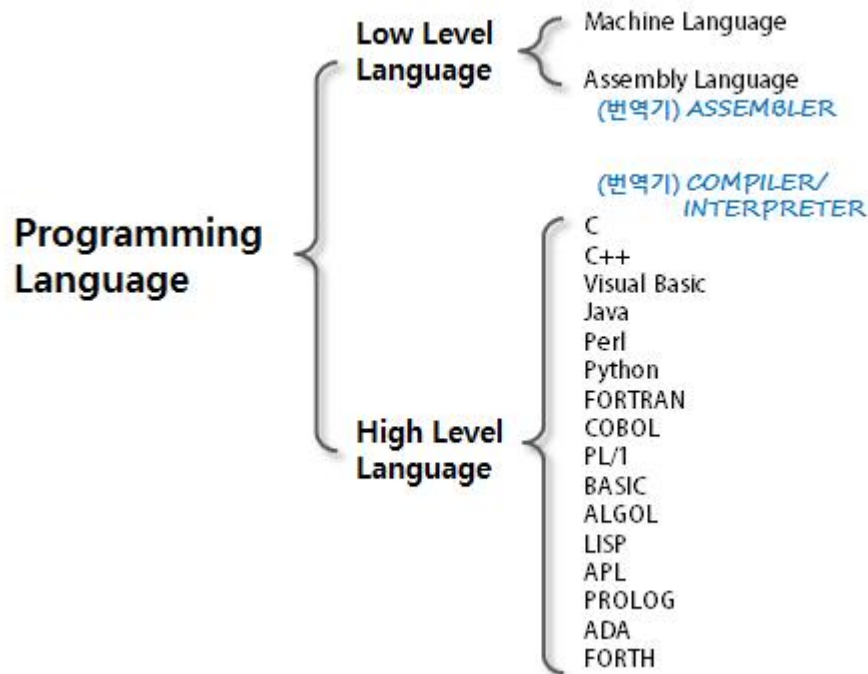 Programming
Language
Low Level
Language
Machine Language
Assembly Language
(번역기) ASSEMBLER
High Level
Language
(번역기) COMPILER/
INTERPRETER
C
C++
Visual Basic
Java
Perl
Python
FORTRAN
COBOL
PL/1
BASIC
ALGOL
LISP
APL
PROLOG
ADA
FORTH